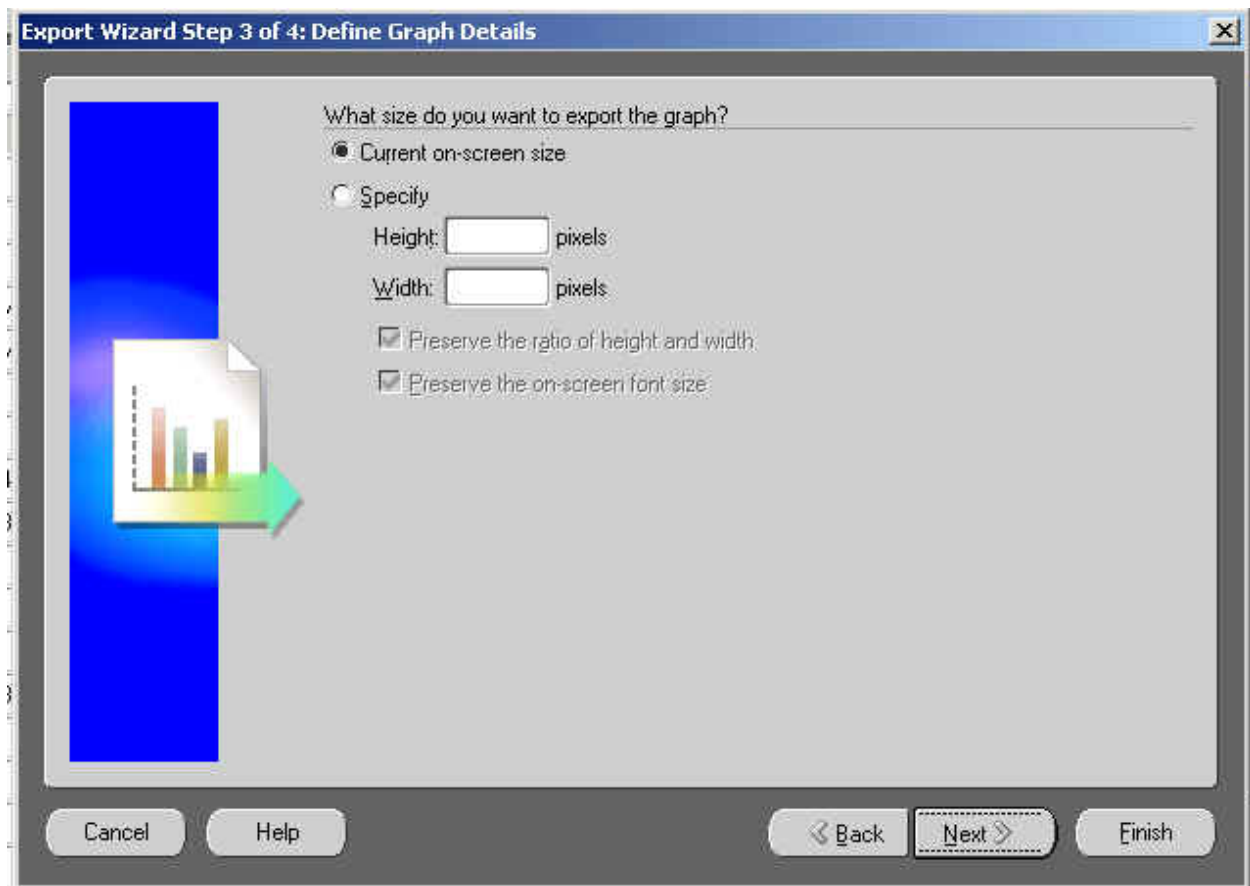 Export Wizard Step 3 of 4: Define Graph Details
What size do you want to export the graph?
Current on-screen size
Specify
Height: pixels
Width: pixels
Preserve the ratio of height and width
Preserve the on-screen font size
Cancel Help Back Next Finish